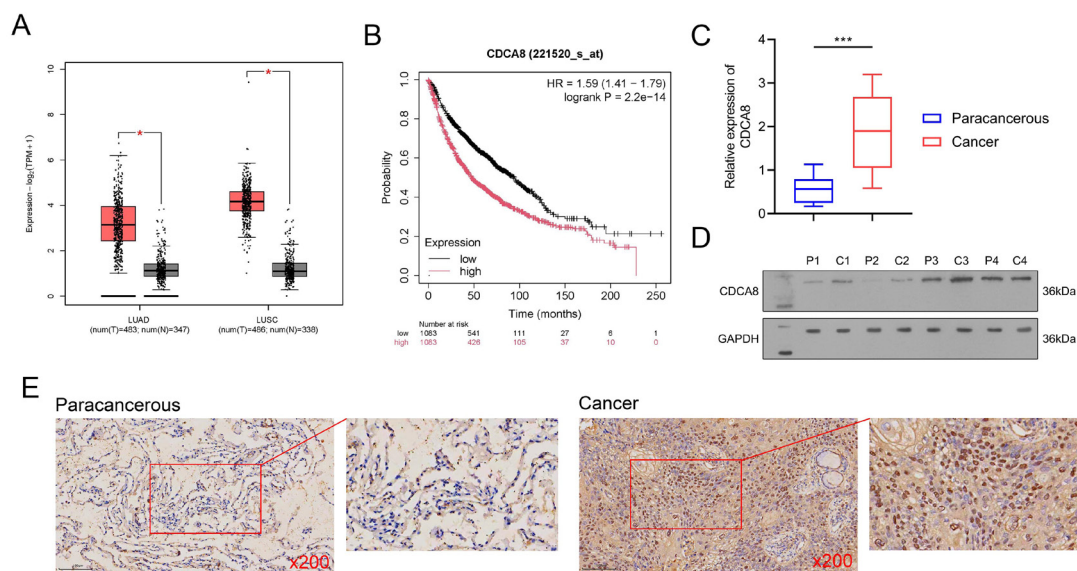 A
Expression − log₂(TPM+1)
10
8
6
4
2
0
*
*
LUAD
(num(T)=483; num(N)=347)
LUSC
(num(T)=486; num(N)=338)
B
CDCA8 (221520_s_at)
HR = 1.59 (1.41 − 1.79)
logrank P = 2.2e−14
Probability
1.0
0.8
0.6
0.4
0.2
0.0
Expression
low
high
0 50 100 150 200 250
Time (months)
Number at risk
low 1083 541 111 27 6 1
high 1083 426 105 37 10 0
C
Relative expression of
CDCA8
4
3
2
1
0
***
Paracancerous
Cancer
D
P1 C1 P2 C2 P3 C3 P4 C4
CDCA8 36kDa
GAPDH 36kDa
E
Paracancerous
x200
Cancer
x200